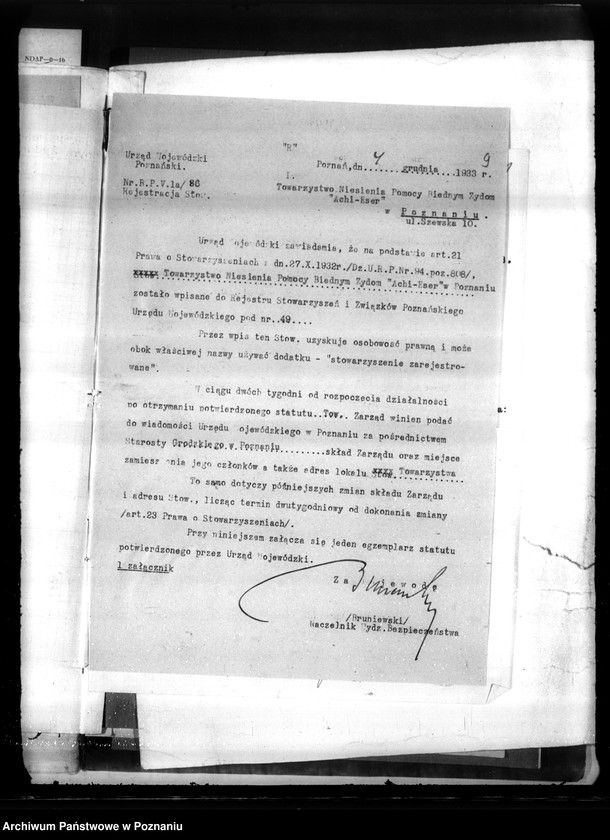 NDAP—0—16
"R"
9
Urząd Wojewódzki
Poznański.
Poznań, dn. 4 grudnia 1933 r.
Nr.B.P.V.1a/ 86
Rejestracja Stow.
Towarzystwo Niesienia Pomocy Biednym Żydom
"Achi-Eser"
w Poznaniu.
ul.Szewska 10.
Urząd Wojewódzki zawiadamia, że na podstawie art.21
Prawa o Stowarzyszeniach z dn.27.X.1932r./Dz.U.R.P.Nr.94.poz.808/,
Towarzystwo Niesienia Pomocy Biednym Żydom "Achi-Eser"w Poznaniu
zostało wpisane do Rejestru Stowarzyszeń i Związków Poznańskiego
Urzędu Wojewódzkiego pod nr..49....
Przez wpis ten Stow. uzyskuje osobowość prawną i może
obok właściwej nazwy używać dodatku - "stowarzyszenie zarejestro-
wane".
W ciągu dwóch tygodni od rozpoczęcia działalności
po otrzymaniu potwierdzonego statutu..Tow.. Zarząd winien podać
do wiadomości Urzędu Wojewódzkiego w Poznaniu za pośrednictwem
Starosty Grodzkiego w Poznaniu.........skład Zarządu oraz miejsce
zamieszkania jego członków a także adres lokalu Stow. Towarzystwa
To samo dotyczy późniejszych zmian składu Zarządu
i adresu Stow., licząc termin dwutygodniowy od dokonania zmiany
/art.23 Prawa o Stowarzyszeniach/.
Przy niniejszem załącza się jeden egzemplarz statutu
potwierdzonego przez Urząd Wojewódzki.
1 załącznik
Za Wojewodę
/Bruniewski/
Naczelnik Wydz.Bezpieczeństwa
Archiwum Państwowe w Poznaniu